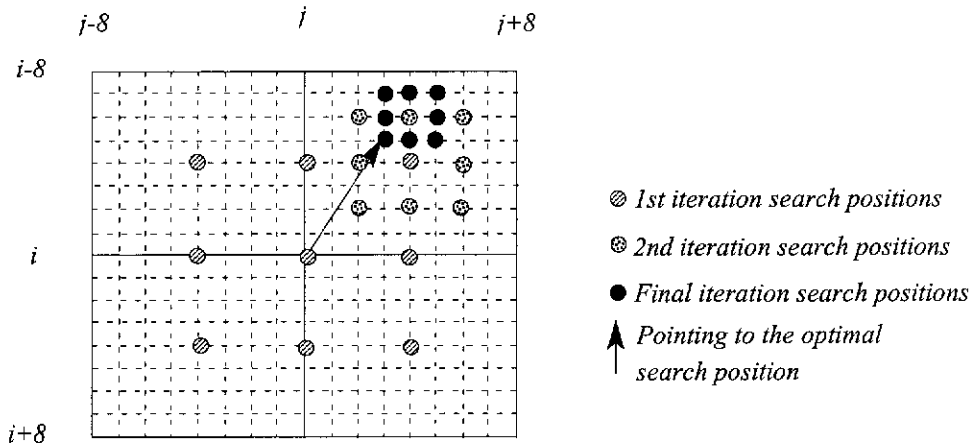 j-8
j
j+8
i-8
i
i+8
1st iteration search positions
2nd iteration search positions
Final iteration search positions
Pointing to the optimal
search position